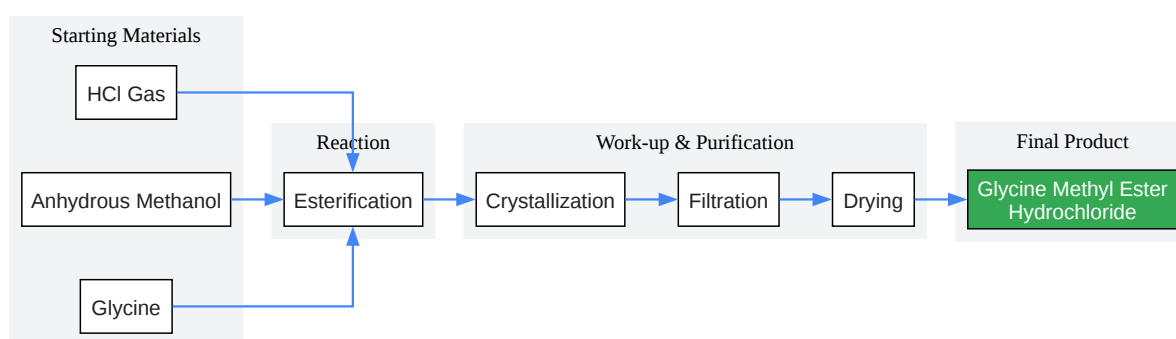 Starting Materials
HCl Gas
Anhydrous Methanol
Glycine
Reaction
Esterification
Work-up & Purification
Crystallization
Filtration
Drying
Final Product
Glycine Methyl Ester
Hydrochloride